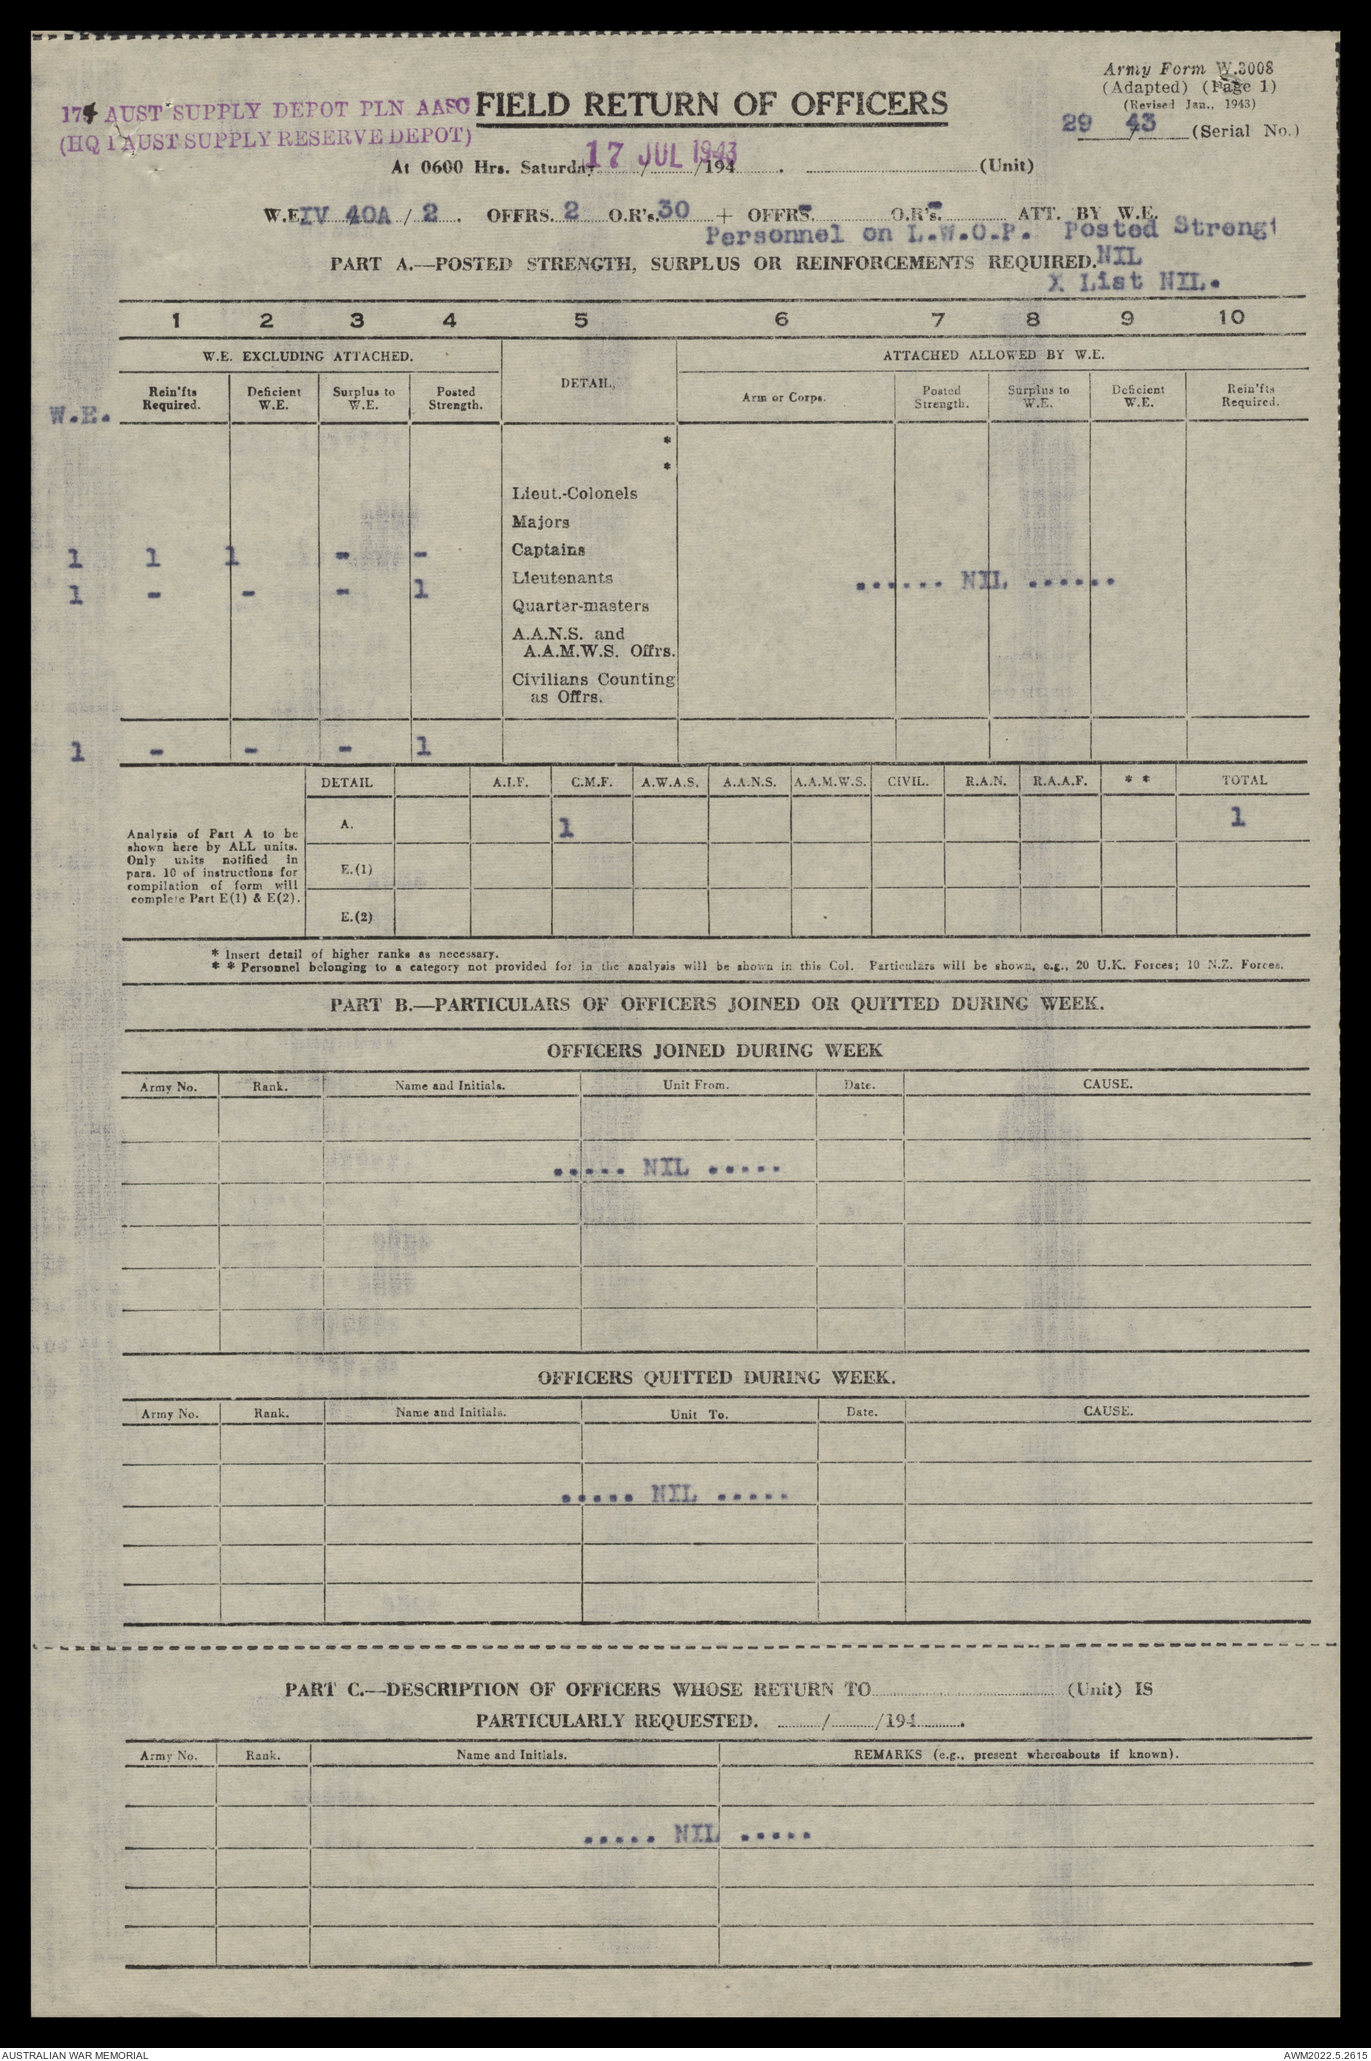 Army Form W.3008
(Adapted) (Page 1)
(Revised Jan., 1943)
29 / 43 (Serial No.)
174 AUST SUPPLY DEPOT PLN AASC
(HQ 1 AUST SUPPLY RESERVE DEPOT)
FIELD RETURN OF OFFICERS
At 0600 Hrs. Saturday 17 JUL 1943 / /194 . (Unit)
W.E. IV 40A / 2 . OFFRS. 2 O.R's. 30 + OFFRS. - O.R's. - ATT. BY W.E.
Personnel on L.W.O.P. Posted Strengt
PART A.—POSTED STRENGTH, SURPLUS OR REINFORCEMENTS REQUIRED. NIL
X List NIL.
1 2 3 4 5 6 7 8 9 10
W.E. EXCLUDING ATTACHED. DETAIL. ATTACHED ALLOWED BY W.E.
W.E. Rein'fts Required. Deficient W.E. Surplus to W.E. Posted Strength. Arm or Corps. Posted Strength. Surplus to W.E. Deficient W.E. Rein'fts Required.
*
*
Lieut.-Colonels
Majors
1 1 1 - - Captains
Lieutenants ...... NIL ......
1 - - - 1
Quarter-masters
A.A.N.S. and
A.A.M.W.S. Offrs.
Civilians Counting
as Offrs.
1 - - - 1
DETAIL A.I.F. C.M.F. A.W.A.S. A.A.N.S. A.A.M.W.S. CIVIL. R.A.N. R.A.A.F. * * TOTAL
A. 1 1
Analysis of Part A to be
shown here by ALL units.
Only units notified in
para. 10 of instructions for
compilation of form will
complete Part E(1) & E(2).
E.(1)
E.(2)
* Insert detail of higher ranks as necessary.
* * Personnel belonging to a category not provided for in the analysis will be shown in this Col. Particulars will be shown, e.g., 20 U.K. Forces; 10 N.Z. Forces.
PART B.—PARTICULARS OF OFFICERS JOINED OR QUITTED DURING WEEK.
OFFICERS JOINED DURING WEEK
Army No. Rank. Name and Initials. Unit From. Date. CAUSE.
..... NIL .....
OFFICERS QUITTED DURING WEEK.
Army No. Rank. Name and Initials. Unit To. Date. CAUSE.
..... NIL .....
PART C.—DESCRIPTION OF OFFICERS WHOSE RETURN TO (Unit) IS
PARTICULARLY REQUESTED. / /194 .
Army No. Rank. Name and Initials. REMARKS (e.g., present whereabouts if known).
..... NIL .....
AUSTRALIAN WAR MEMORIAL AWM2022.5.2615